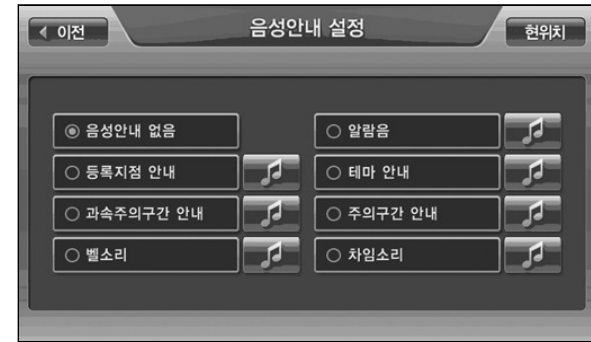 이전 음성안내 설정 현위치
음성안내 없음 알람음
등록지점 안내 테마 안내
과속주의구간 안내 주의구간 안내
벨소리 차임소리